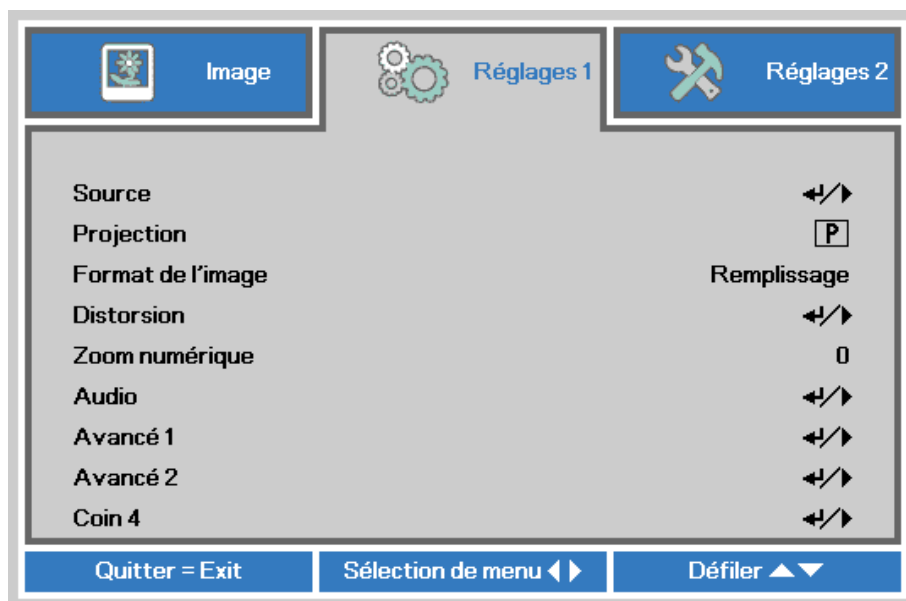 Image
Réglages 1
Réglages 2
Source ↵/▶
Projection P
Format de l'image Remplissage
Distorsion ↵/▶
Zoom numérique 0
Audio ↵/▶
Avancé 1 ↵/▶
Avancé 2 ↵/▶
Coin 4 ↵/▶
Quitter = Exit
Sélection de menu ◀ ▶
Défiler ▲▼